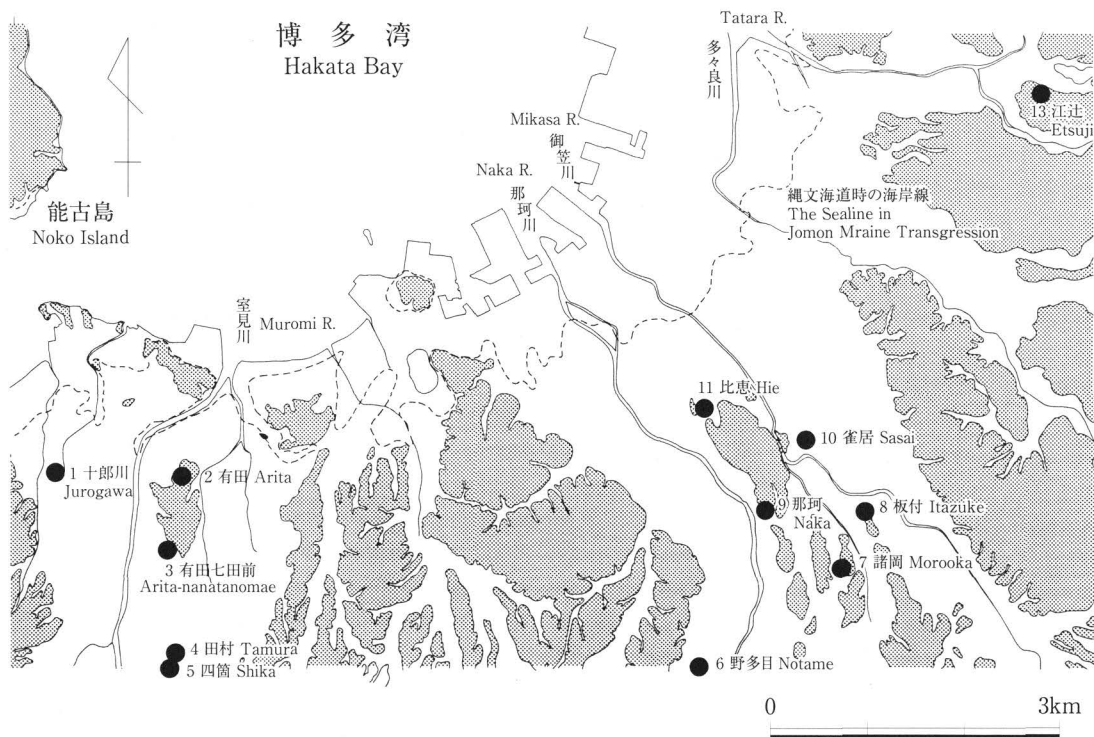 博多湾
Hakata Bay
Tatara R.
多々良川
Mikasa R.
御笠川
Naka R.
那珂川
13 江辻
Etsuji
能古島
Noko Island
縄文海道時の海岸線
The Sealine in
Jomon Mraine Transgression
室見川
Muromi R.
11 比恵 Hie
10 雀居 Sasai
1 十郎川
Jurogawa
2 有田 Arita
9 那珂
Naka
8 板付 Itazuke
3 有田七田前
Arita-nanatanomae
7 諸岡 Morooka
4 田村 Tamura
5 四箇 Shika
6 野多目 Notame
0 3km